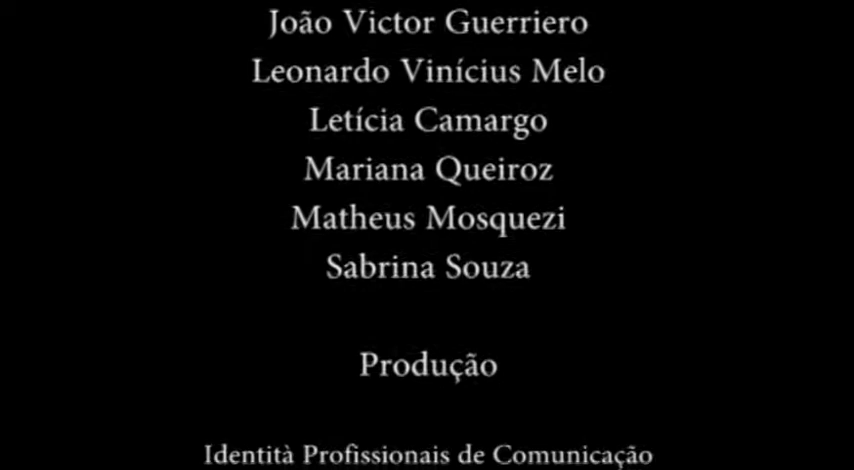 João Victor Guerriero
Leonardo Vinícius Melo
Letícia Camargo
Mariana Queiroz
Matheus Mosquezi
Sabrina Souza
Produção
Identità Profissionais de Comunicação